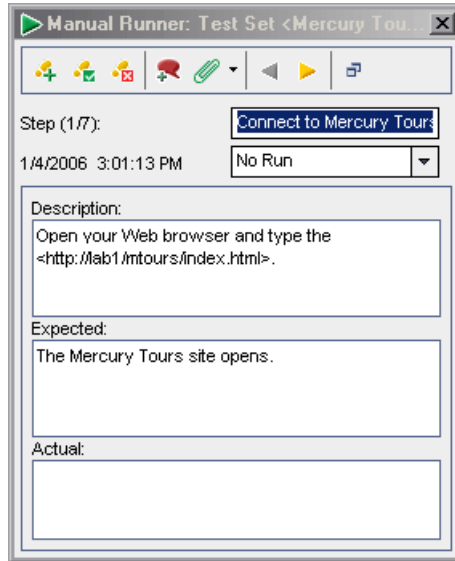 Manual Runner: Test Set <Mercury Tou...
Step (1/7):
Connect to Mercury Tours
1/4/2006 3:01:13 PM
No Run
Description:
Open your Web browser and type the
<http://lab1/mtours/index.html>.
Expected:
The Mercury Tours site opens.
Actual: